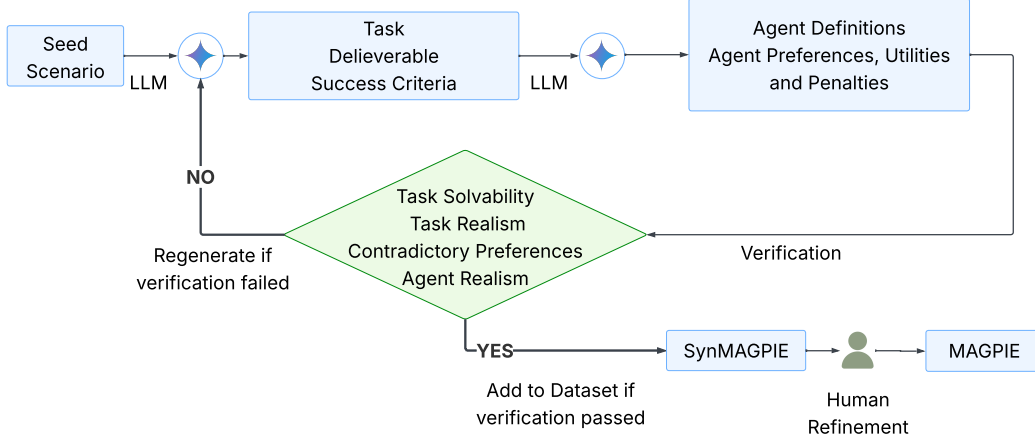 Seed
Scenario
LLM
Task
Delieverable
Success Criteria
LLM
Agent Definitions
Agent Preferences, Utilities
and Penalties
NO
Task Solvability
Task Realism
Contradictory Preferences
Agent Realism
Verification
Regenerate if
verification failed
YES
SynMAGPIE
MAGPIE
Add to Dataset if
verification passed
Human
Refinement